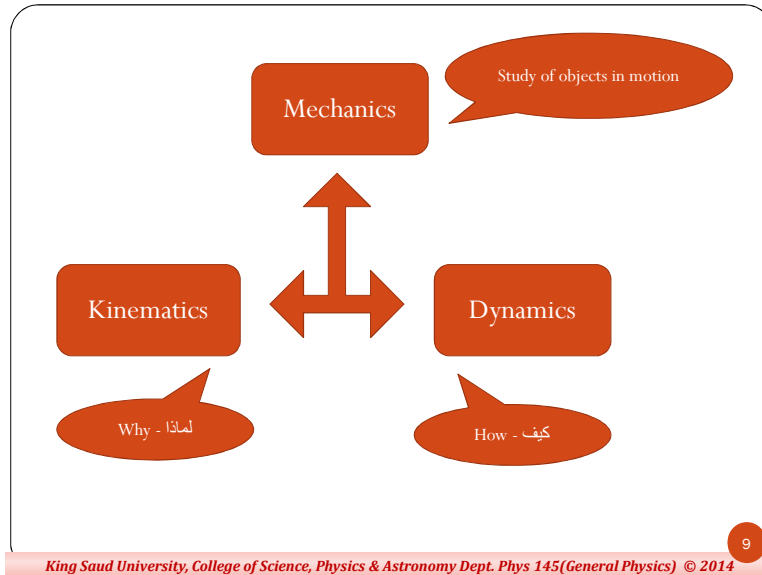 Study of objects in motion
Mechanics
Kinematics
Dynamics
Why - لماذا
How - كيف
9
King Saud University, College of Science, Physics & Astronomy Dept. Phys 145(General Physics) © 2014